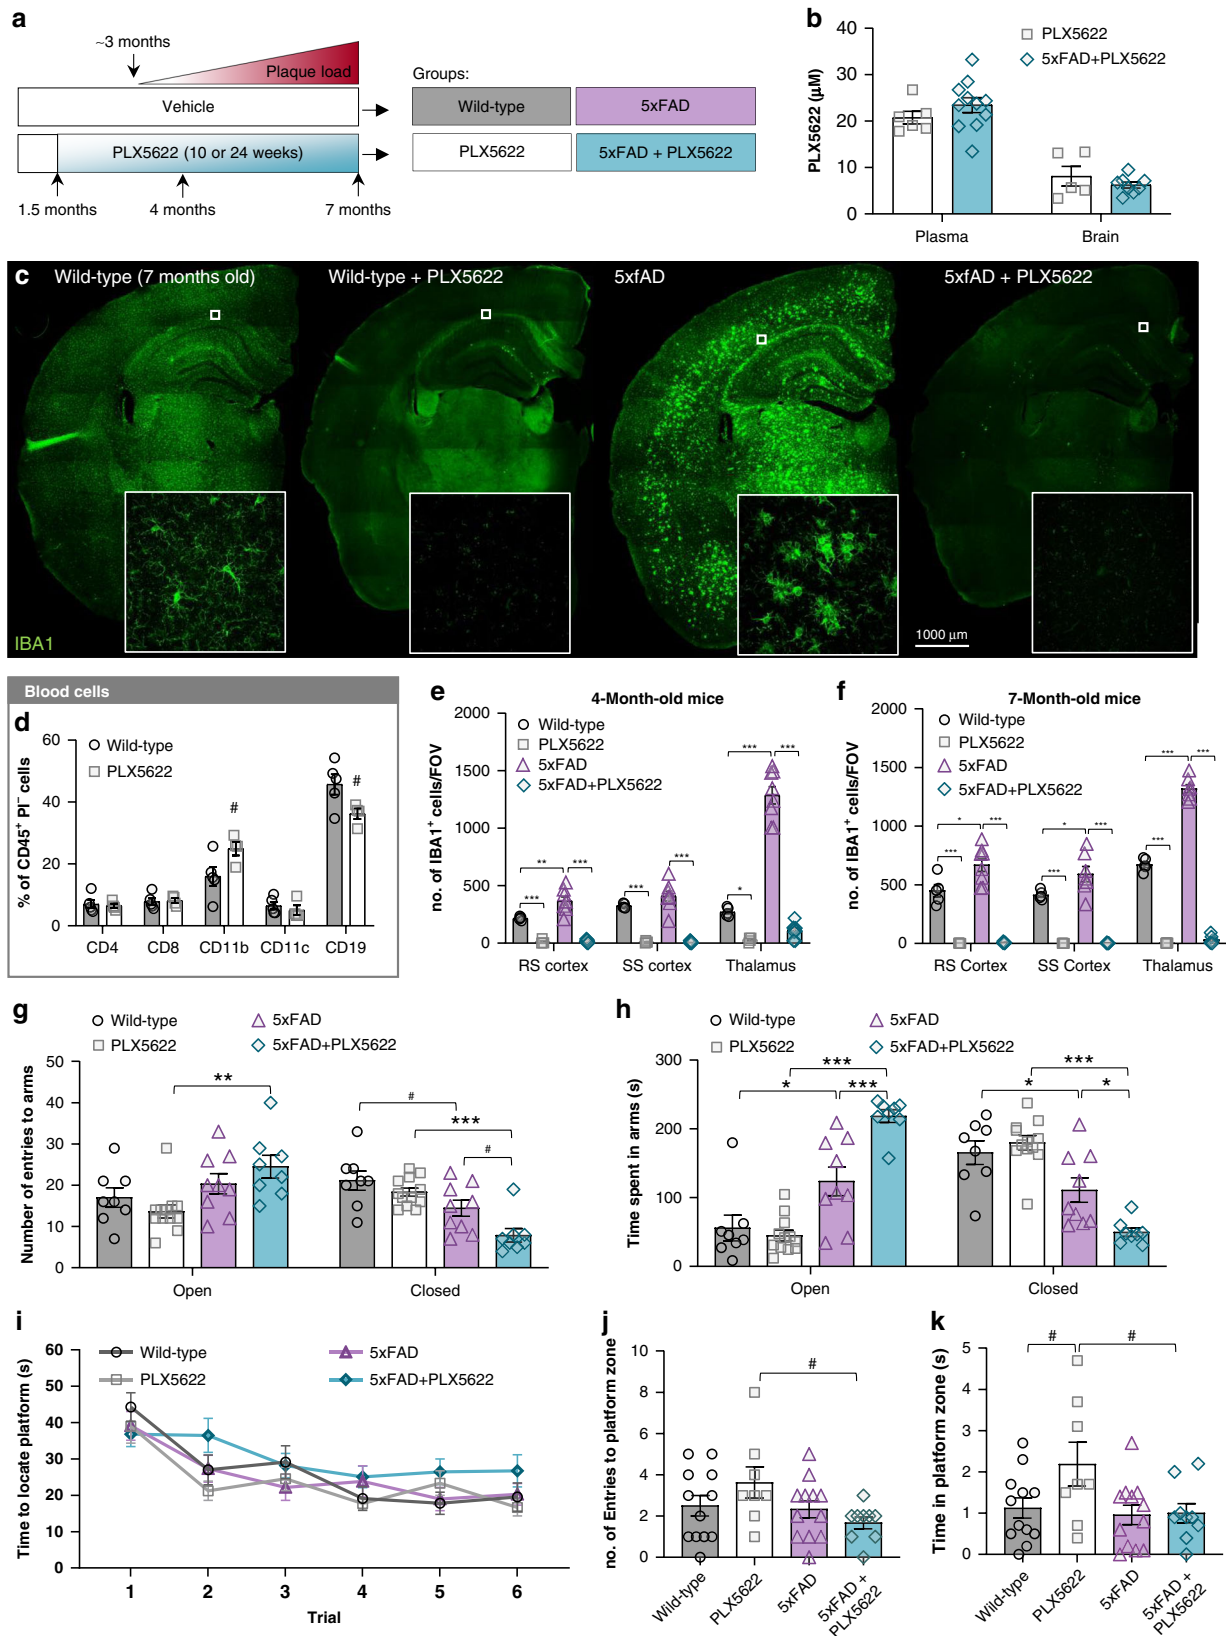 a
~3 months
Plaque load
Vehicle
PLX5622 (10 or 24 weeks)
1.5 months
4 months
7 months
Groups:
Wild-type
5xFAD
PLX5622
5xFAD + PLX5622
b
PLX5622 (µM)
40
30
20
10
0
PLX5622
5xFAD+PLX5622
Plasma
Brain
c
Wild-type (7 months old)
Wild-type + PLX5622
5xfAD
5xfAD + PLX5622
IBA1
1000 µm
Blood cells
d
% of CD45+ PI− cells
60
40
20
0
Wild-type
PLX5622
#
#
CD4
CD8
CD11b
CD11c
CD19
e
4-Month-old mice
no. of IBA1+ cells/FOV
2000
1500
1000
500
0
Wild-type
PLX5622
5xFAD
5xFAD+PLX5622
***
**
***
***
***
*
***
***
RS cortex
SS cortex
Thalamus
f
7-Month-old mice
no. of IBA1+ cells/FOV
2000
1500
1000
500
0
Wild-type
PLX5622
5xFAD
5xFAD+PLX5622
***
*
***
***
*
***
***
***
***
RS Cortex
SS Cortex
Thalamus
g
Wild-type
PLX5622
5xFAD
5xFAD+PLX5622
Number of entries to arms
50
40
30
20
10
0
**
#
***
#
Open
Closed
h
Wild-type
PLX5622
5xFAD
5xFAD+PLX5622
Time spent in arms (s)
300
200
100
0
*
***
***
*
***
*
Open
Closed
i
Time to locate platform (s)
60
50
40
30
20
10
0
Wild-type
PLX5622
5xFAD
5xFAD+PLX5622
1
2
3
4
5
6
Trial
j
no. of Entries to platform zone
10
8
6
4
2
0
#
Wild-type
PLX5622
5xFAD
5xFAD +
PLX5622
k
Time in platform zone (s)
5
4
3
2
1
0
#
#
Wild-type
PLX5622
5xFAD
5xFAD +
PLX5622